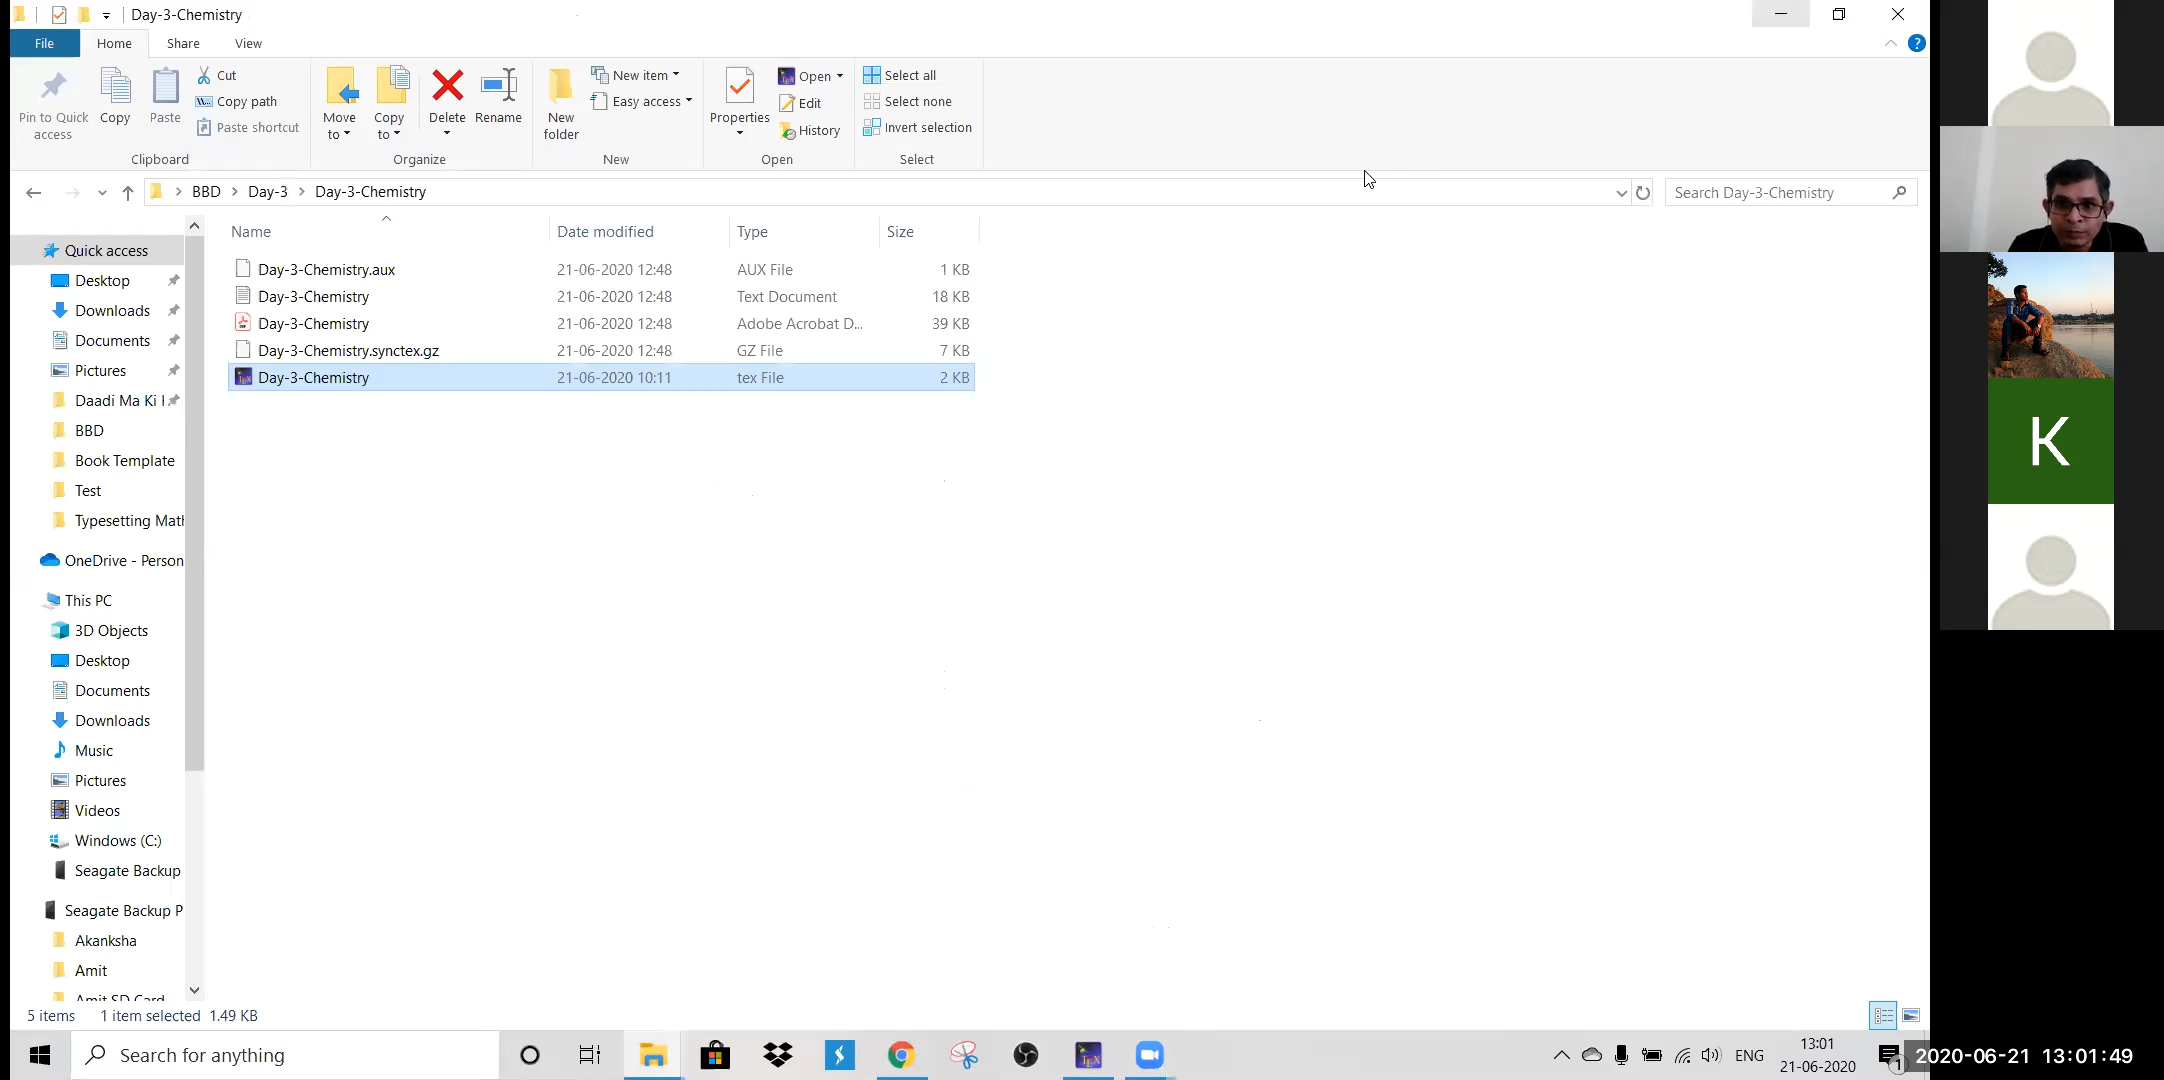 Day-3-Chemistry
File Home Share View
Pin to Quick access
Copy
Paste
Cut
Copy path
Paste shortcut
Clipboard
Move to
Copy to
Delete
Rename
Organize
New folder
New item
Easy access
New
Properties
Open
Edit
History
Open
Select all
Select none
Invert selection
Select
BBD Day-3 Day-3-Chemistry
Search Day-3-Chemistry
Name Date modified Type Size
Day-3-Chemistry.aux 21-06-2020 12:48 AUX File 1 KB
Day-3-Chemistry 21-06-2020 12:48 Text Document 18 KB
Day-3-Chemistry 21-06-2020 12:48 Adobe Acrobat D... 39 KB
Day-3-Chemistry.synctex.gz 21-06-2020 12:48 GZ File 7 KB
Day-3-Chemistry 21-06-2020 10:11 tex File 2 KB
Quick access
Desktop
Downloads
Documents
Pictures
Daadi Ma Ki
BBD
Book Template
Test
Typesetting Mat
OneDrive - Person
This PC
3D Objects
Desktop
Documents
Downloads
Music
Pictures
Videos
Windows (C:)
Seagate Backup
Seagate Backup P
Akanksha
Amit
Amit SD Card
5 items 1 item selected 1.49 KB
Search for anything
ENG
13:01
21-06-2020
1
K
2020-06-21 13:01:49